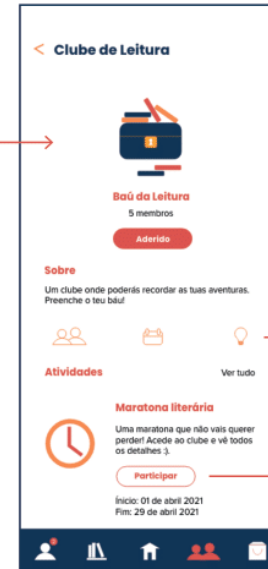 < Clube de Leitura
Baú da Leitura
5 membros
Aderido
Sobre
Um clube onde poderás recordar as tuas aventuras.
Preenche o teu báu!
Atividades
Ver tudo
Maratona literária
Uma maratona que não vais querer
perder! Acede ao clube e vê todos
os detalhes :).
Participar
Ínicio: 01 de abril 2021
Fim: 29 de abril 2021